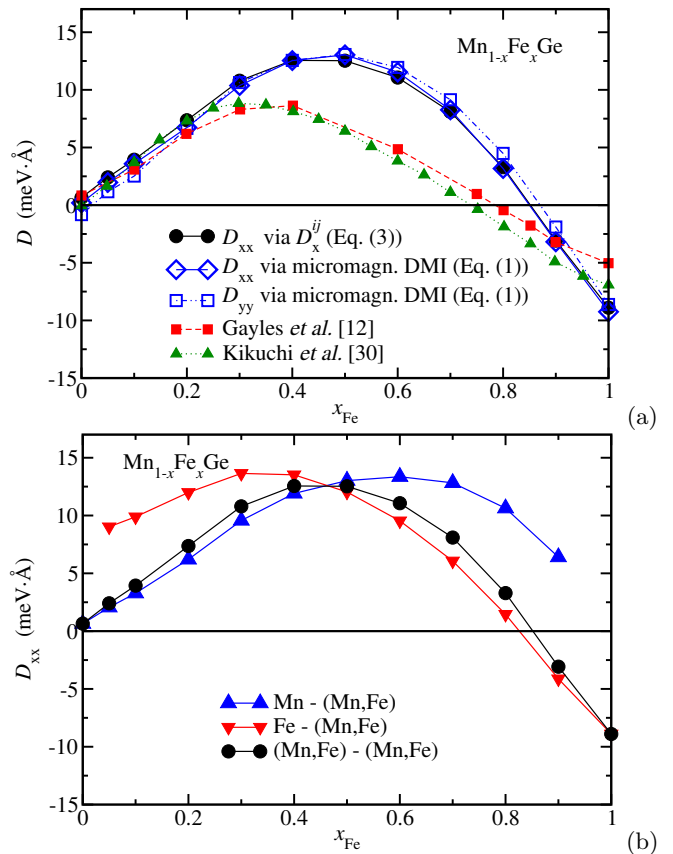 15
Mn1-xFexGe
10
5
0
D (meV·Å)
-5
-10
-15
Dxx via Dxij (Eq. (3))
Dxx via micromagn. DMI (Eq. (1))
Dyy via micromagn. DMI (Eq. (1))
Gayles et al. [12]
Kikuchi et al. [30]
0 0.2 0.4 0.6 0.8 1
xFe
(a)
15
Mn1-xFexGe
10
5
0
Dxx (meV·Å)
-5
-10
-15
Mn - (Mn,Fe)
Fe - (Mn,Fe)
(Mn,Fe) - (Mn,Fe)
0 0.2 0.4 0.6 0.8 1
xFe
(b)